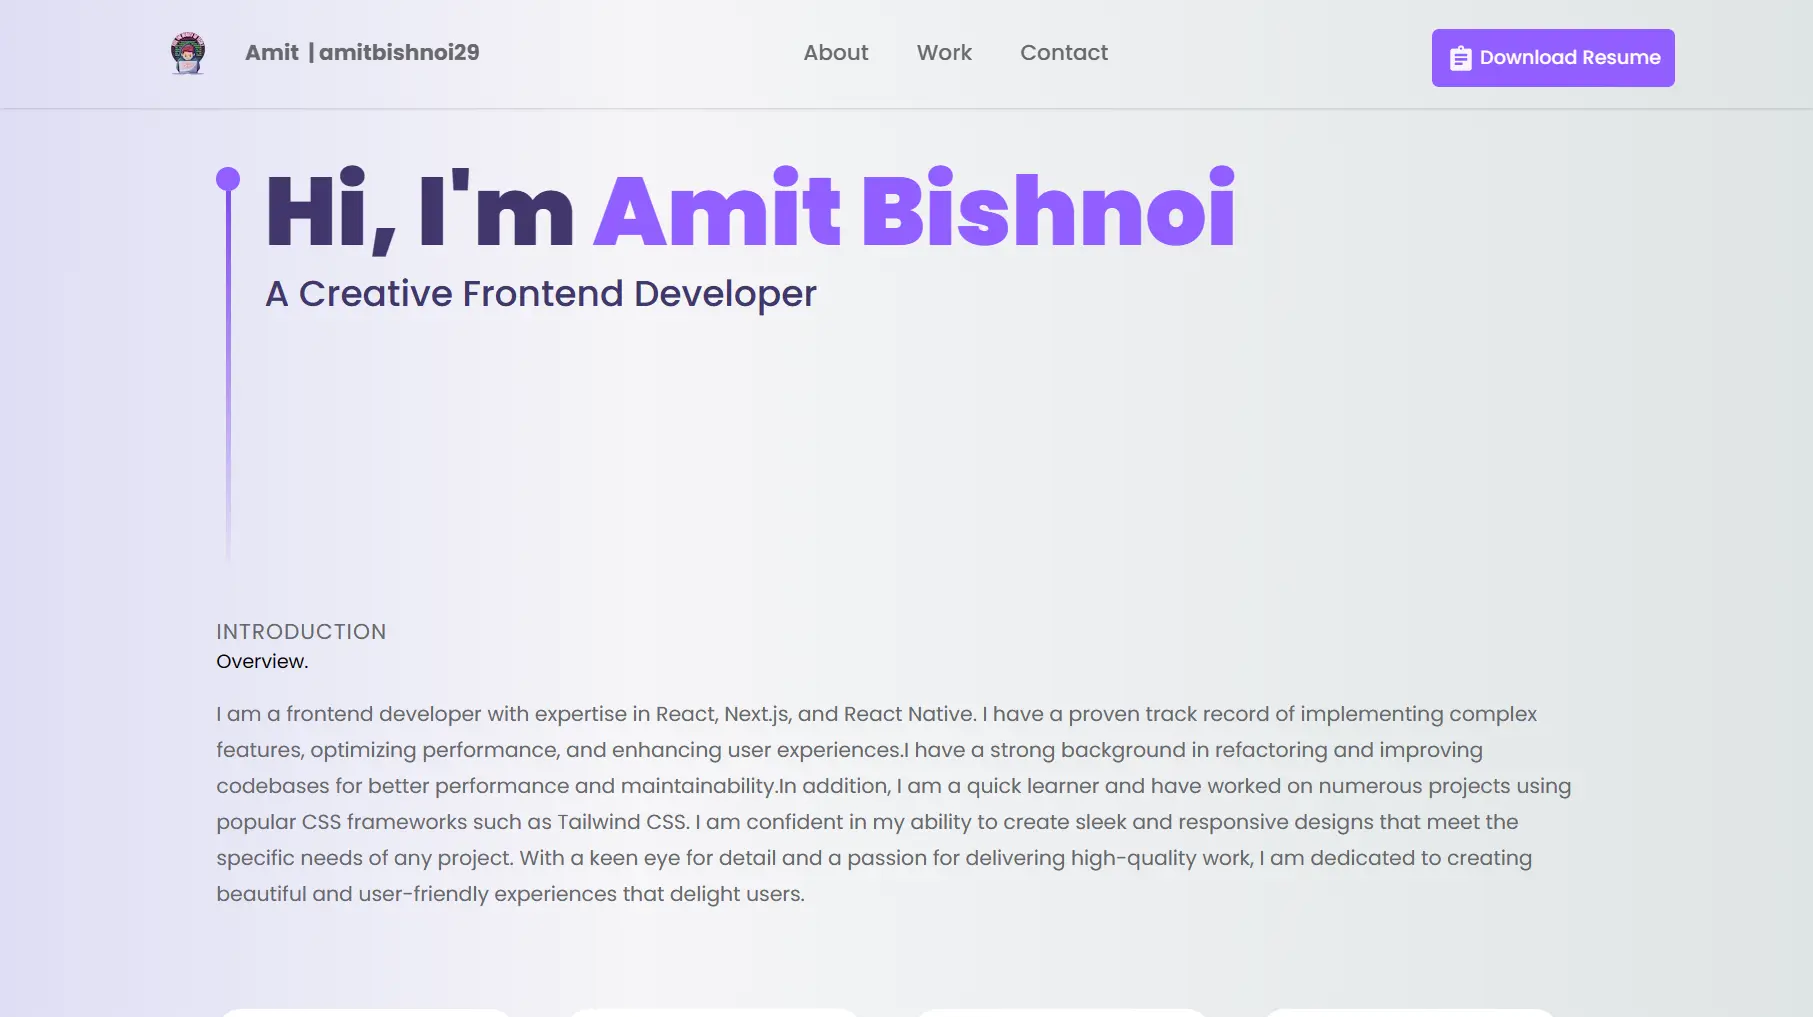 Amit | amitbishnoi29
About
Work
Contact
Download Resume
Hi, I'm Amit Bishnoi
A Creative Frontend Developer
INTRODUCTION
Overview.
I am a frontend developer with expertise in React, Next.js, and React Native. I have a proven track record of implementing complex
features, optimizing performance, and enhancing user experiences.I have a strong background in refactoring and improving
codebases for better performance and maintainability.In addition, I am a quick learner and have worked on numerous projects using
popular CSS frameworks such as Tailwind CSS. I am confident in my ability to create sleek and responsive designs that meet the
specific needs of any project. With a keen eye for detail and a passion for delivering high-quality work, I am dedicated to creating
beautiful and user-friendly experiences that delight users.